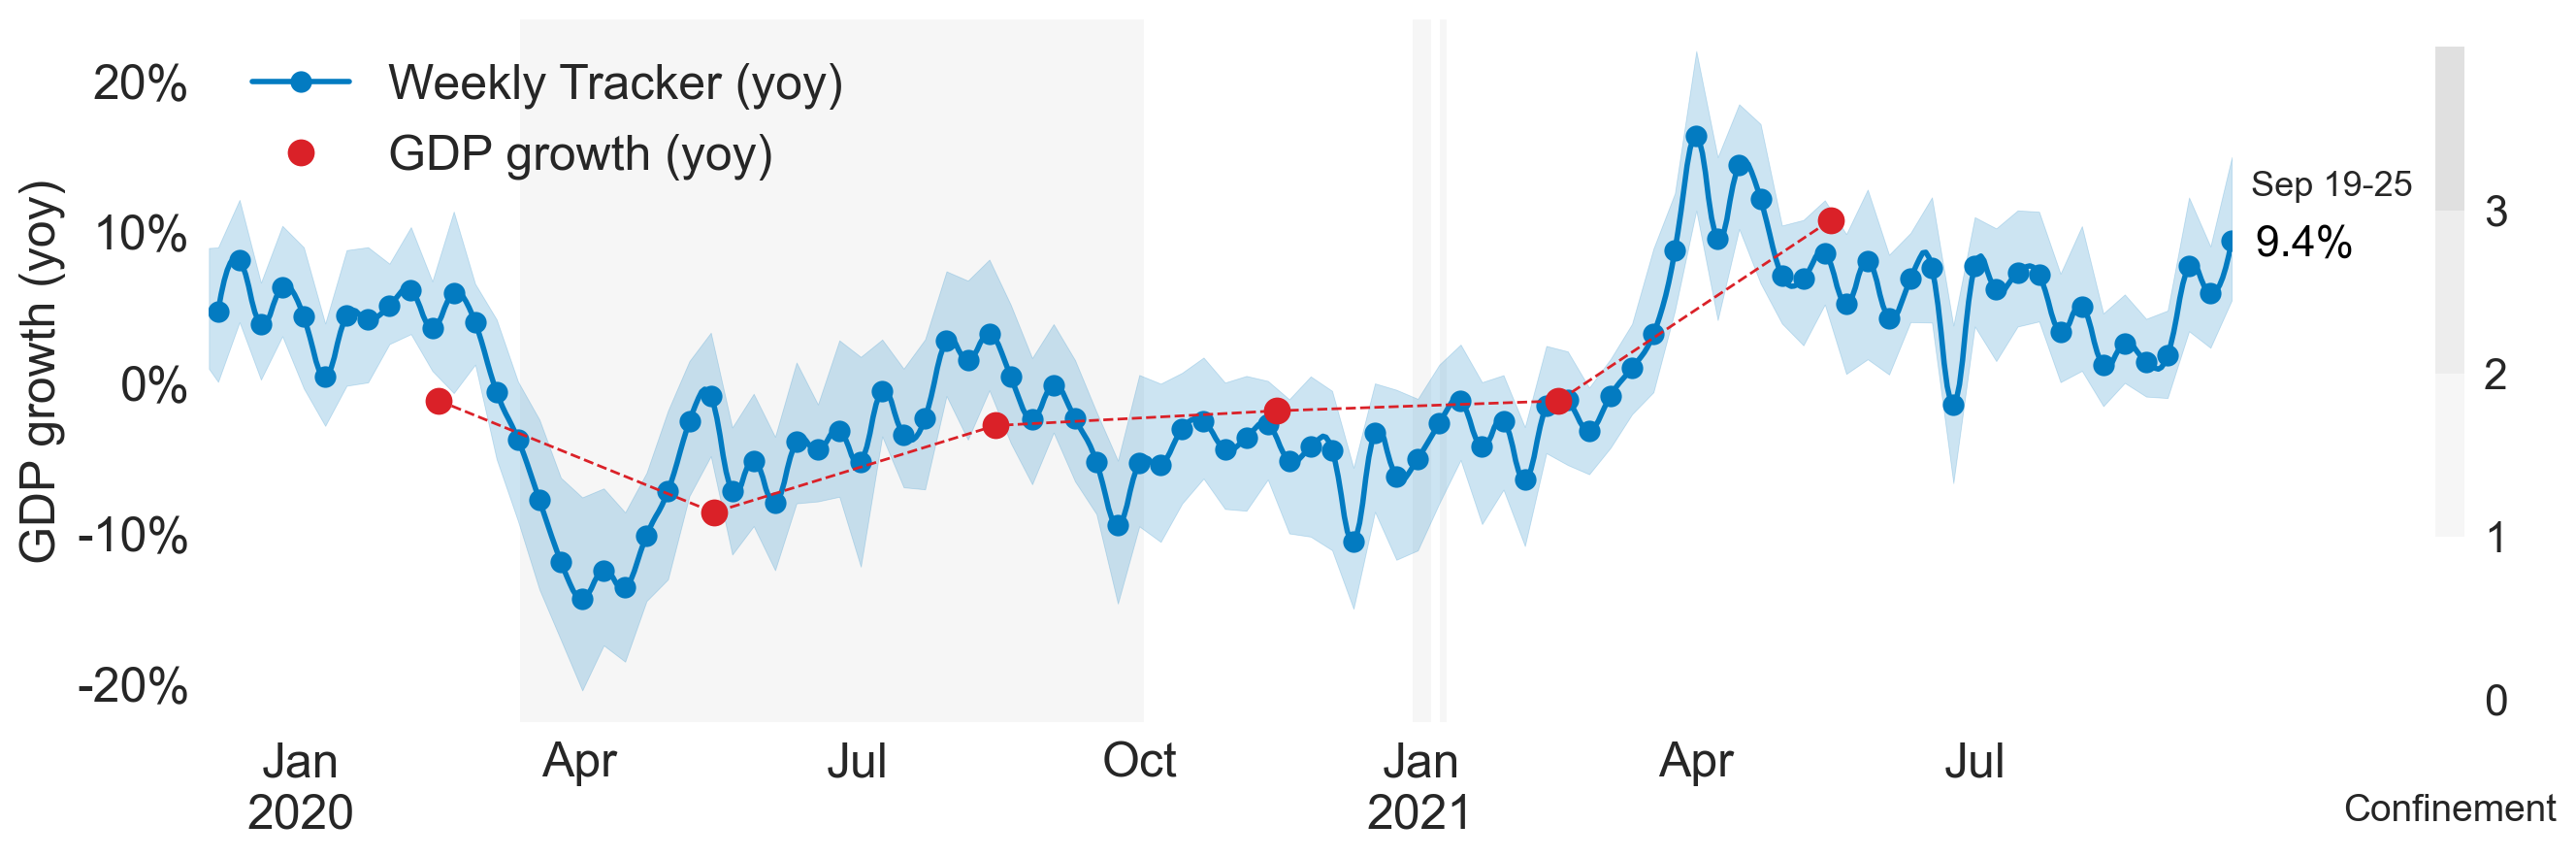 Weekly Tracker (yoy)
GDP growth (yoy)
GDP growth (yoy)
20%
10%
0%
-10%
-20%
Jan
2020
Apr
Jul
Oct
Jan
2021
Apr
Jul
Sep 19-25
9.4%
3
2
1
0
Confinement